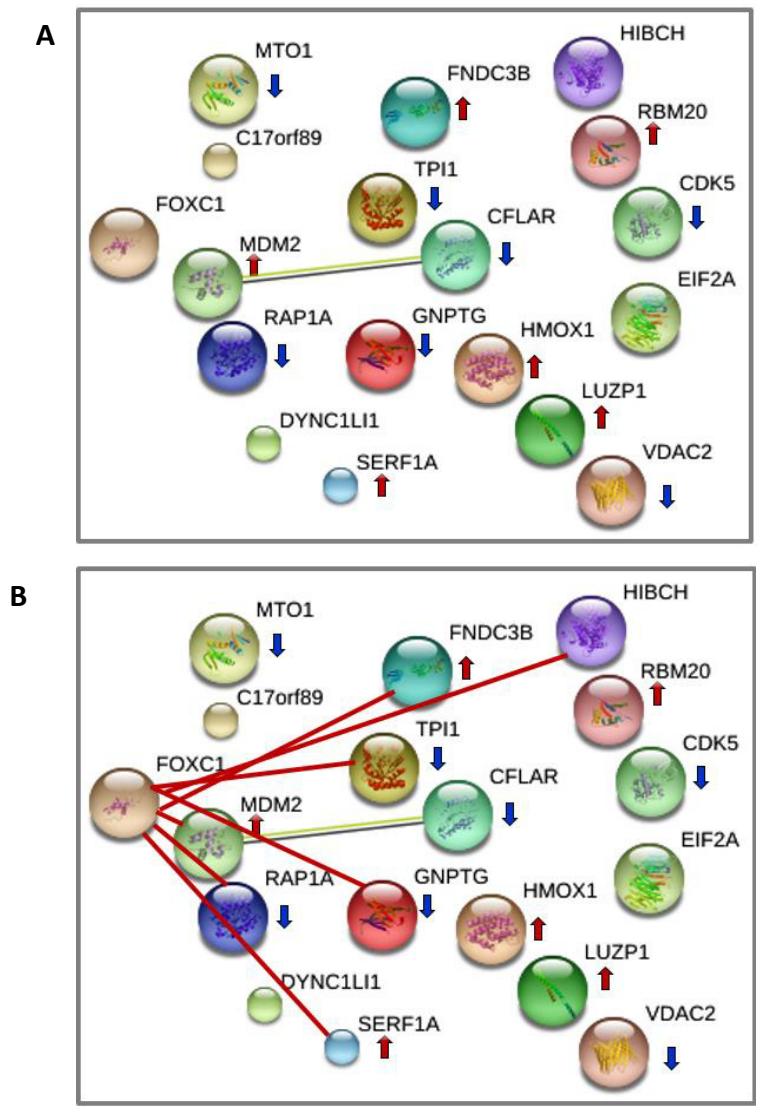 A
MTO1
HIBCH
FNDC3B
RBM20
C17orf89
TPI1
CDK5
FOXC1
CFLAR
MDM2
EIF2A
RAP1A
GNPTG
HMOX1
LUZP1
DYNC1LI1
VDAC2
SERF1A
B
MTO1
HIBCH
FNDC3B
RBM20
C17orf89
TPI1
CDK5
FOXC1
CFLAR
MDM2
EIF2A
RAP1A
GNPTG
HMOX1
LUZP1
DYNC1LI1
VDAC2
SERF1A